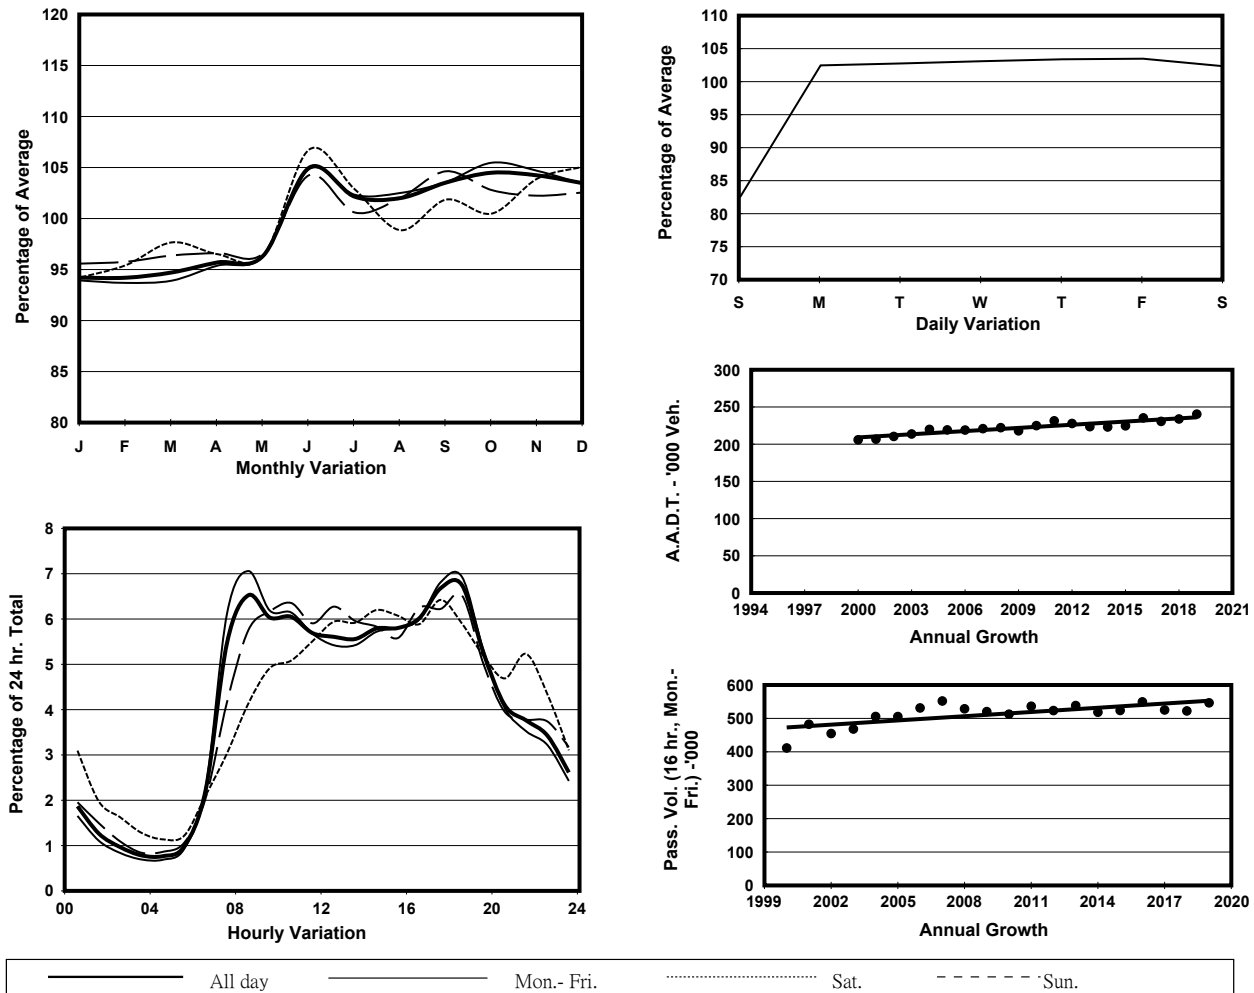 120
115
110
105
100
95
90
85
80
Percentage of Average
J F M A M J J A S O N D
Monthly Variation
110
105
100
95
90
85
80
75
70
Percentage of Average
S M T W T F S
Daily Variation
300
250
200
150
100
50
0
A.A.D.T. - '000 Veh.
1994 1997 2000 2003 2006 2009 2012 2015 2018 2021
Annual Growth
8
7
6
5
4
3
2
1
0
Percentage of 24 hr. Total
00 04 08 12 16 20 24
Hourly Variation
600
500
400
300
200
100
0
Pass. Vol. (16 hr., Mon.-
Fri.) -'000
1999 2002 2005 2008 2011 2014 2017 2020
Annual Growth
All day Mon.- Fri. Sat. Sun.